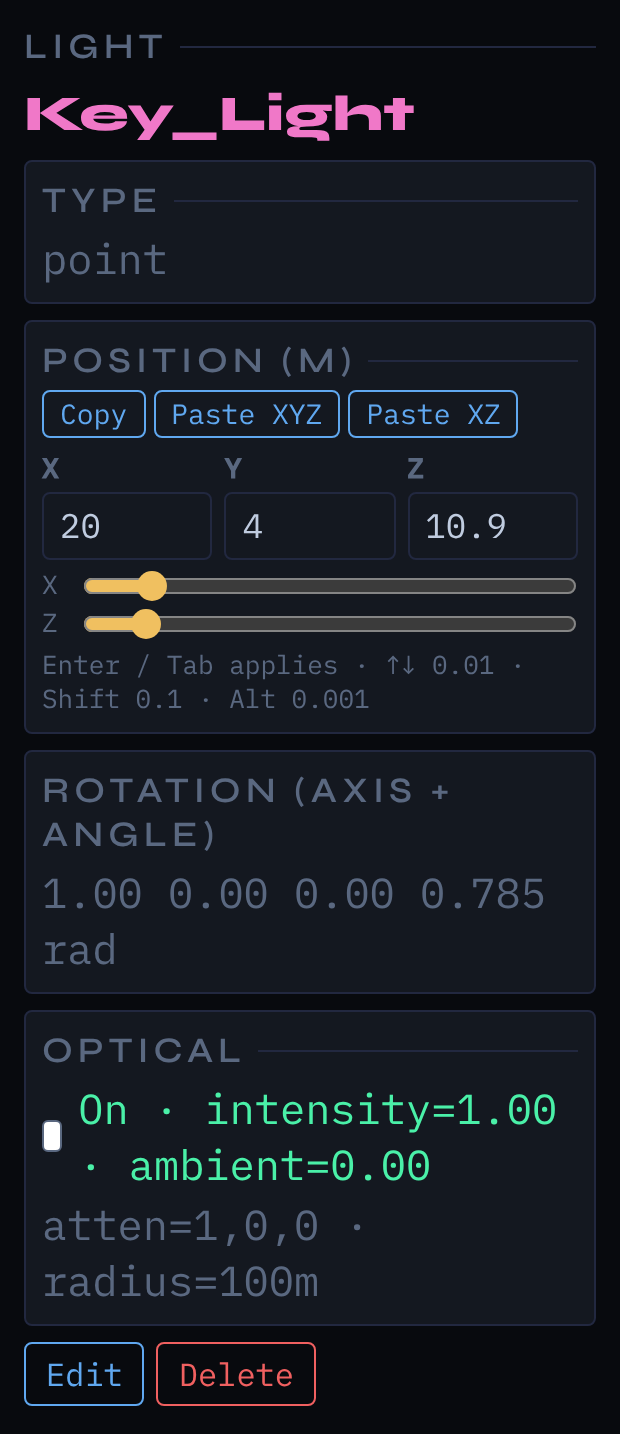 LIGHT
Key_Light
TYPE
point
POSITION (M)
Copy Paste XYZ Paste XZ
X Y Z
20 4 10.9
X
Z
Enter / Tab applies · ↑↓ 0.01 ·
Shift 0.1 · Alt 0.001
ROTATION (AXIS +
ANGLE)
1.00 0.00 0.00 0.785
rad
OPTICAL
On · intensity=1.00
· ambient=0.00
atten=1,0,0 ·
radius=100m
Edit Delete